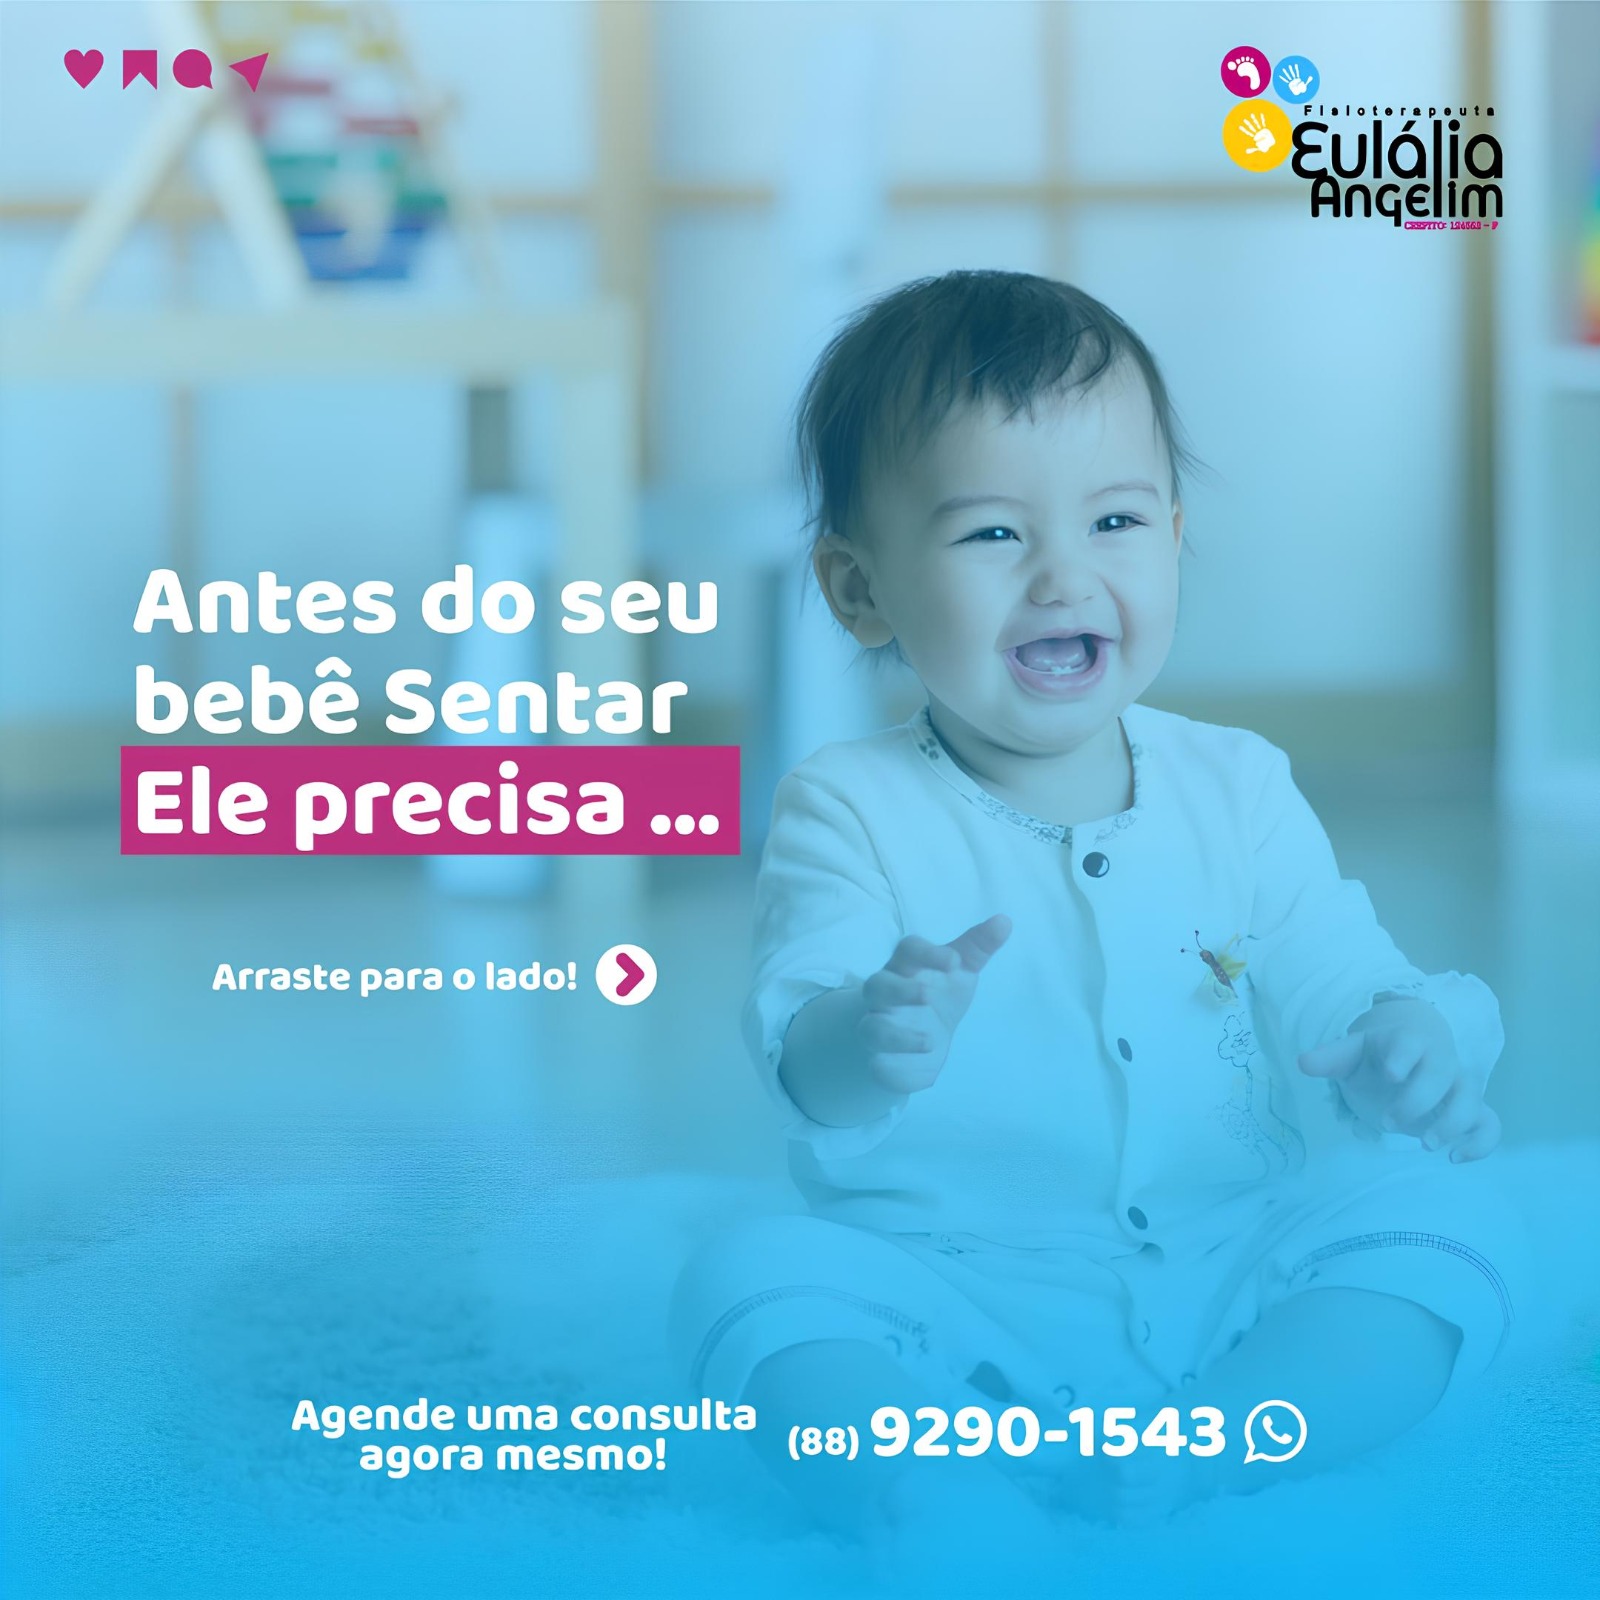 Fisioterapeuta
Eulália
Angelim
Antes do seu
bebê Sentar
Ele precisa ...
Arraste para o lado!
Agende uma consulta
agora mesmo!
(88) 9290-1543